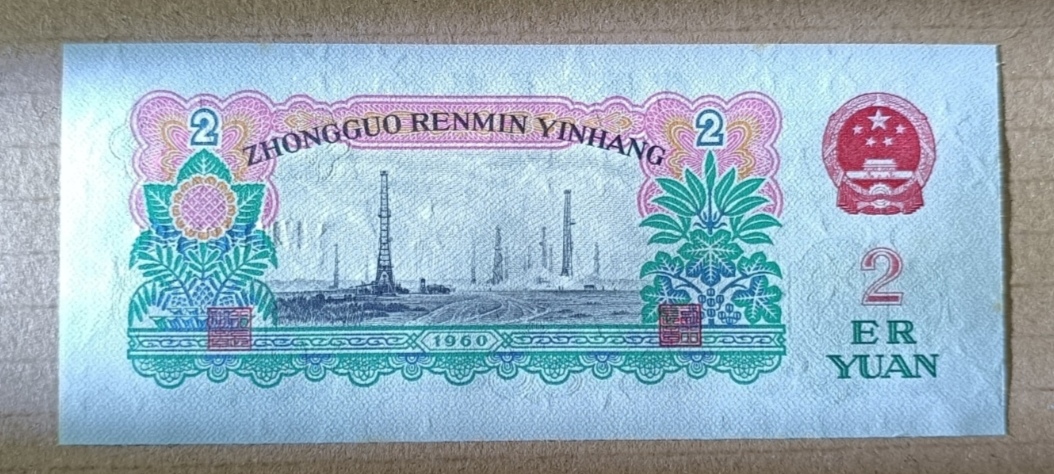 2
2
ZHONGGUO RENMIN YINHANG
1960
2
ER
YUAN